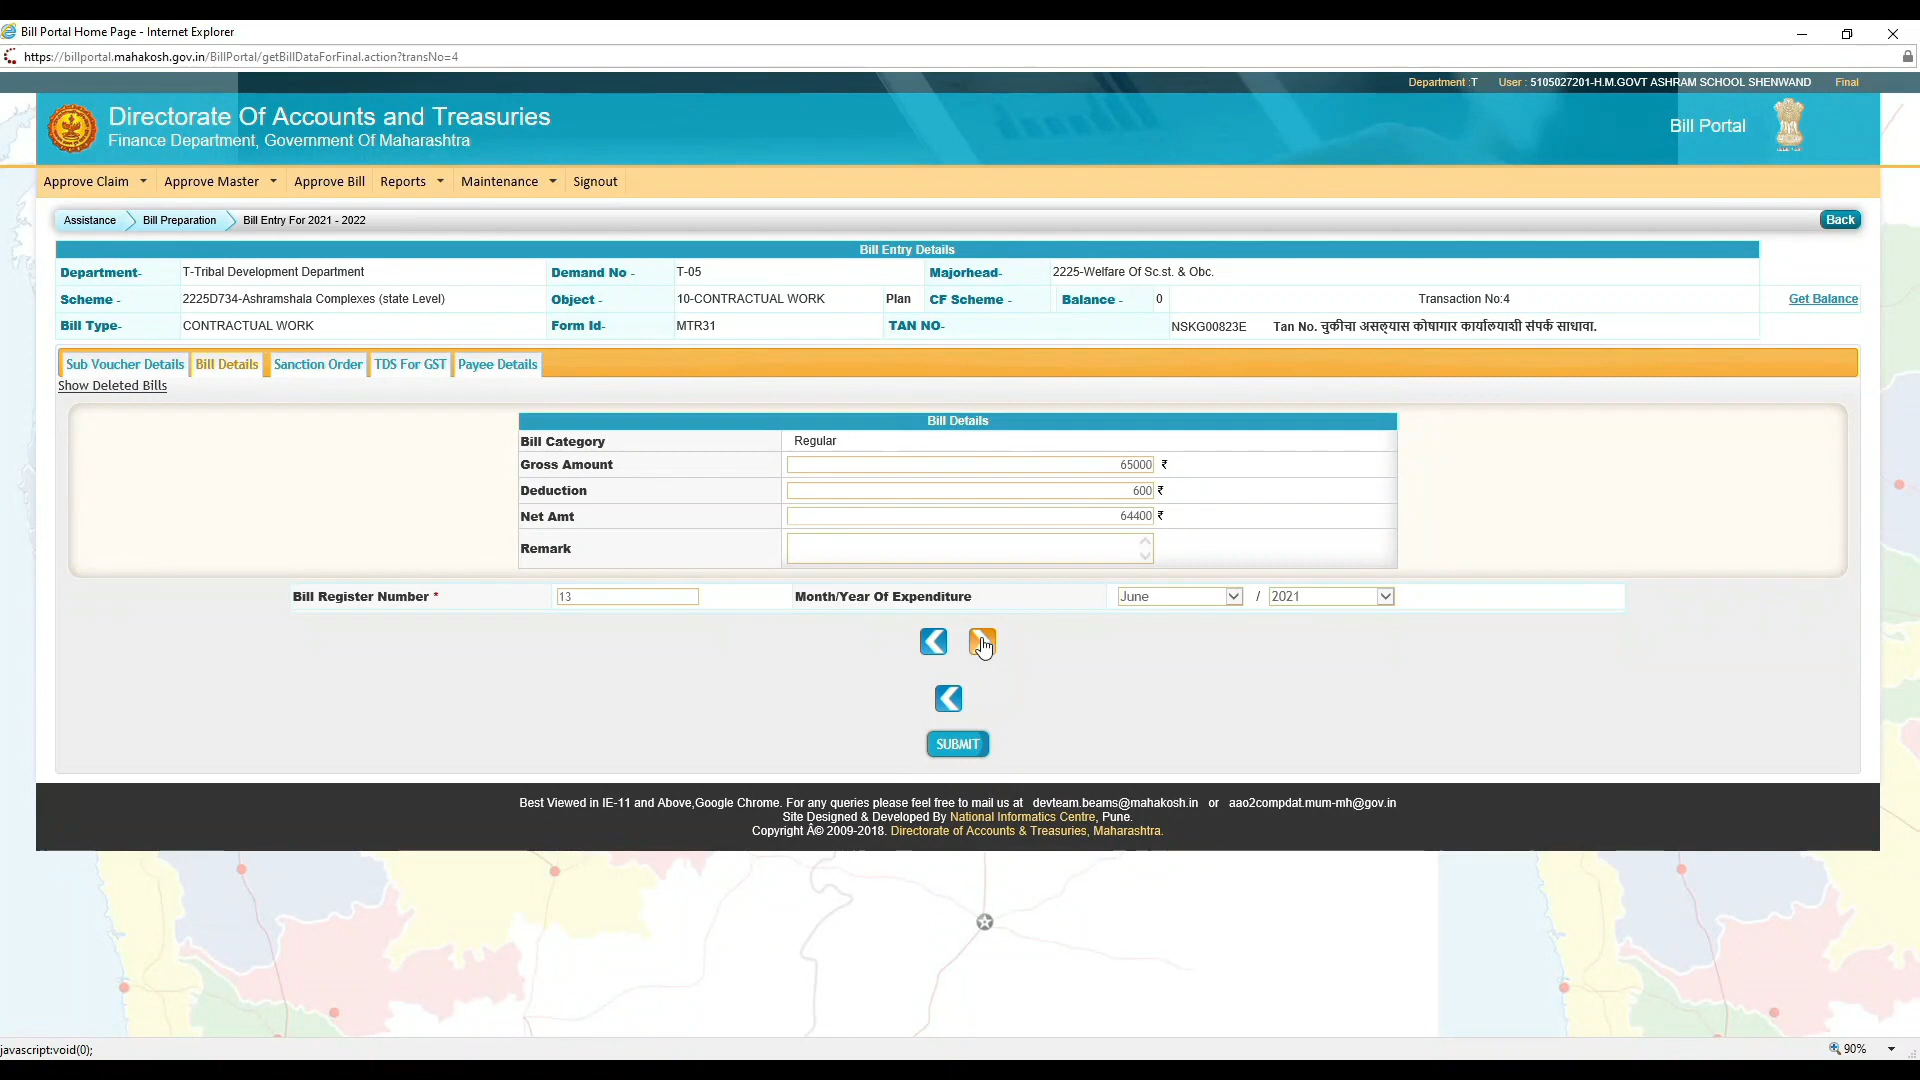 Bill Portal Home Page - Internet Explorer
https://billportal.mahakosh.gov.in/BillPortal/getBillDataForFinal.action?transNo=4
Department :T User : 5105027201-H.M.GOVT ASHRAM SCHOOL SHENWAND Final
Directorate Of Accounts and Treasuries
Finance Department, Government Of Maharashtra
Bill Portal
Approve Claim Approve Master Approve Bill Reports Maintenance Signout
Assistance Bill Preparation Bill Entry For 2021 - 2022 Back
Bill Entry Details
Department- T-Tribal Development Department Demand No - T-05 Majorhead- 2225-Welfare Of Sc.st. & Obc.
Scheme - 2225D734-Ashramshala Complexes (state Level) Object - 10-CONTRACTUAL WORK Plan CF Scheme - Balance - 0 Transaction No:4 Get Balance
Bill Type- CONTRACTUAL WORK Form Id- MTR31 TAN NO- NSKG00823E Tan No. चुकीचा असल्यास कोषागार कार्यालयाशी संपर्क साधावा.
Sub Voucher Details Bill Details Sanction Order TDS For GST Payee Details
Show Deleted Bills
Bill Details
Bill Category Regular
Gross Amount 65000 ₹
Deduction 600 ₹
Net Amt 64400 ₹
Remark
Bill Register Number * 13 Month/Year Of Expenditure June / 2021
SUBMIT
Best Viewed in IE-11 and Above,Google Chrome. For any queries please feel free to mail us at devteam.beams@mahakosh.in or aao2compdat.mum-mh@gov.in
Site Designed & Developed By National Informatics Centre, Pune.
Copyright Â© 2009-2018. Directorate of Accounts & Treasuries, Maharashtra.
javascript:void(0);
90%